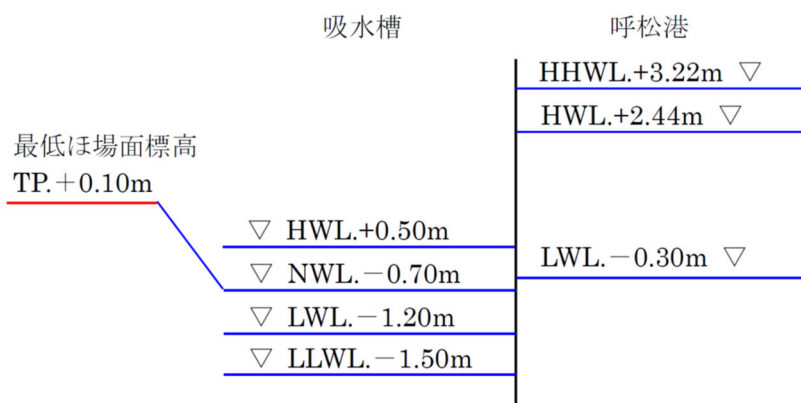 吸水槽
呼松港
HHWL.+3.22m ▽
HWL.+2.44m ▽
最低ほ場面標高
TP.＋0.10m
▽ HWL.+0.50m
▽ NWL.－0.70m
LWL.－0.30m ▽
▽ LWL.－1.20m
▽ LLWL.－1.50m